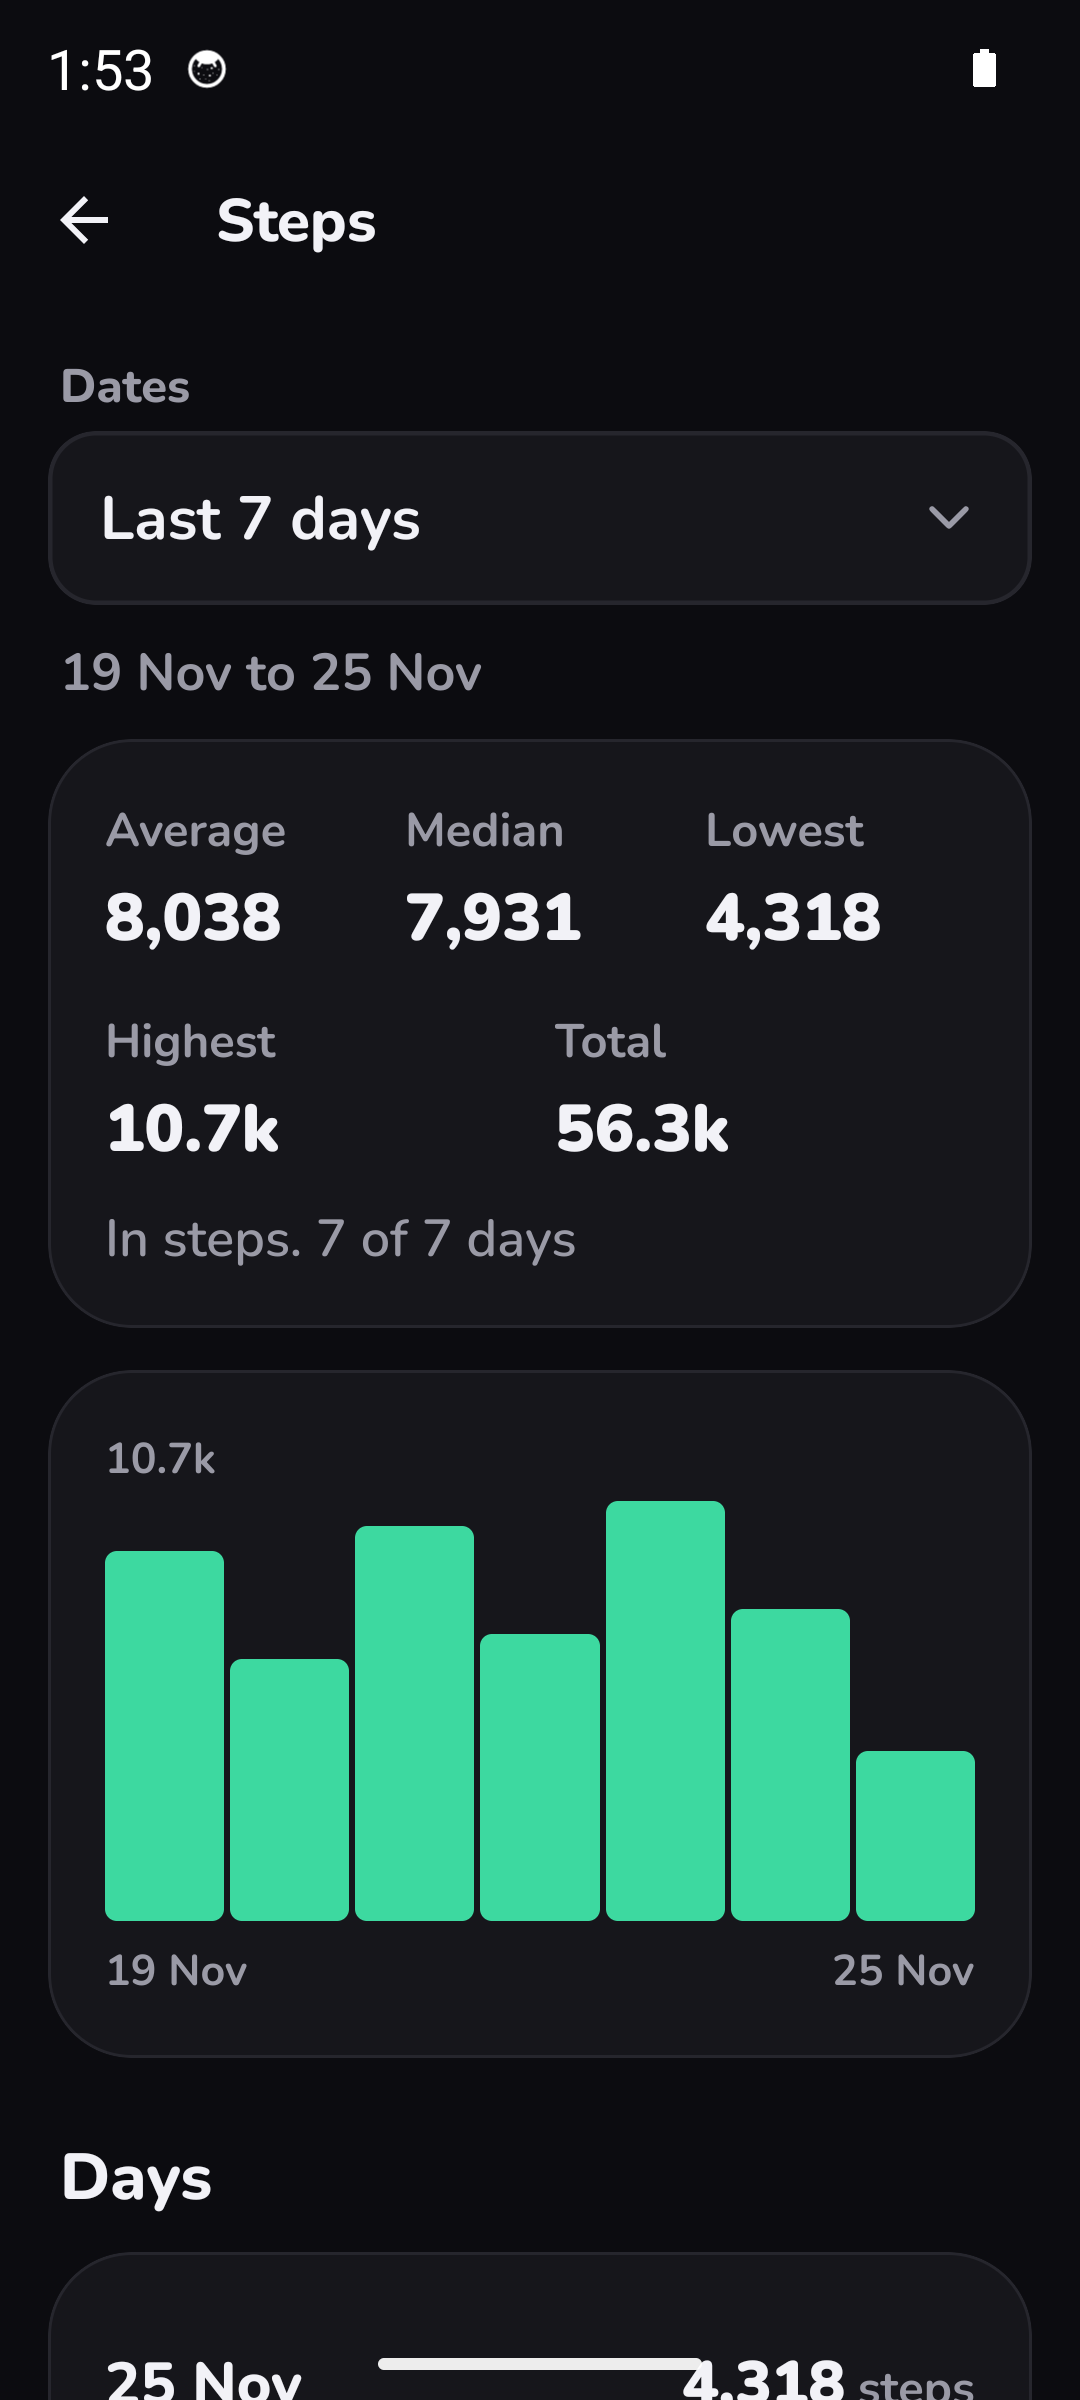 1:53
Steps
Dates
Last 7 days
19 Nov to 25 Nov
Average Median Lowest
8,038 7,931 4,318
Highest Total
10.7k 56.3k
In steps. 7 of 7 days
10.7k
19 Nov 25 Nov
Days
25 Nov 4,318 steps